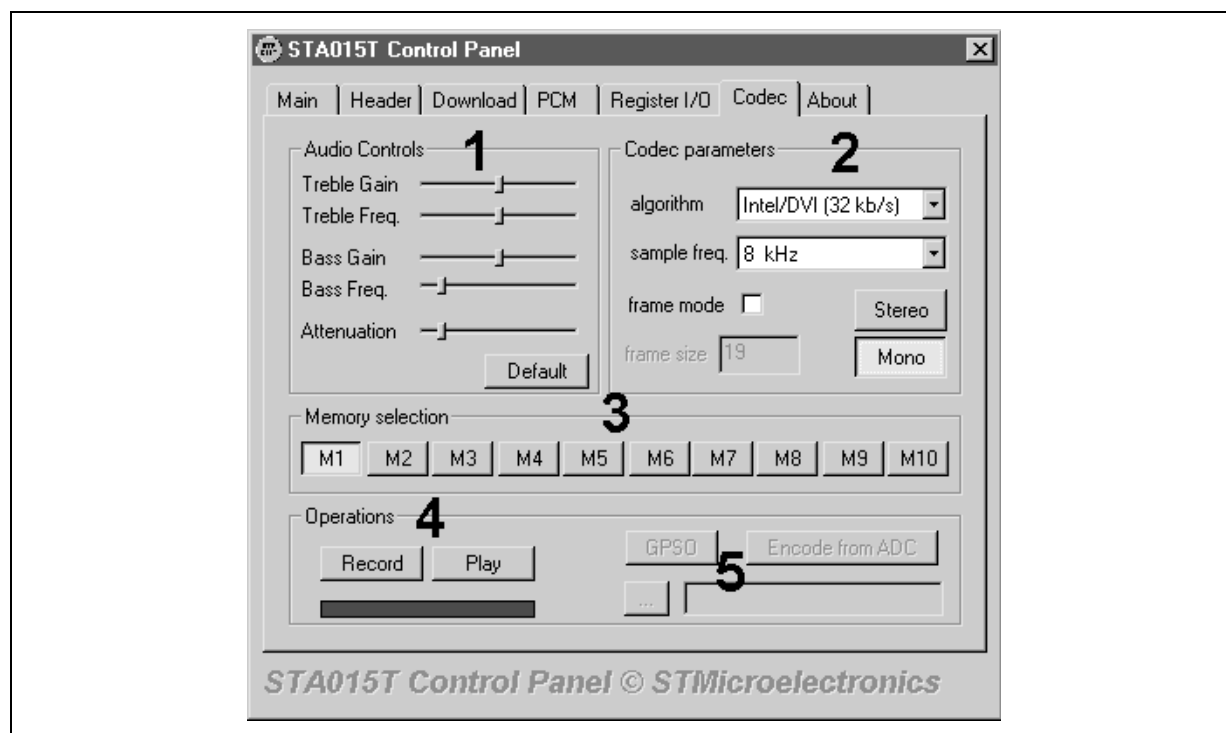 STA015T Control Panel
Main Header Download PCM Register I/O Codec About
Audio Controls 1
Treble Gain
Treble Freq.
Bass Gain
Bass Freq.
Attenuation
Default
Codec parameters 2
algorithm Intel/DVI (32 kb/s)
sample freq. 8 kHz
frame mode
Stereo
frame size 19
Mono
Memory selection 3
M1 M2 M3 M4 M5 M6 M7 M8 M9 M10
Operations 4
Record Play
GPSO Encode from ADC
5
...
STA015T Control Panel © STMicroelectronics